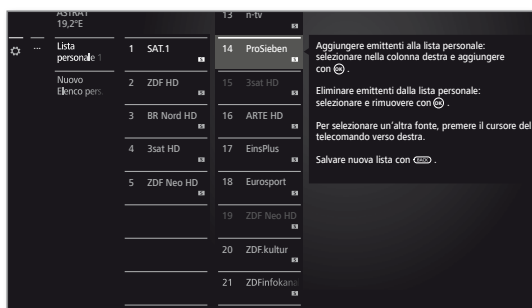 ASTRA1
19,2°E
...
Lista
personale 1
Nuovo
Elenco pers.
1 SAT.1
S
2 ZDF HD
S
3 BR Nord HD
S
4 3sat HD
S
5 ZDF Neo HD
S
13 n-tv
S
14 ProSieben
S
15 3sat HD
S
16 ARTE HD
S
17 EinsPlus
S
18 Eurosport
S
19 ZDF Neo HD
S
20 ZDF.kultur
S
21 ZDFinfokana
S
Aggiungere emittenti alla lista personale:
selezionare nella colonna destra e aggiungere
con OK .
Eliminare emittenti dalla lista personale:
selezionare e rimuovere con OK .
Per selezionare un'altra fonte, premere il cursore del
telecomando verso destra.
Salvare nuova lista con BACK .